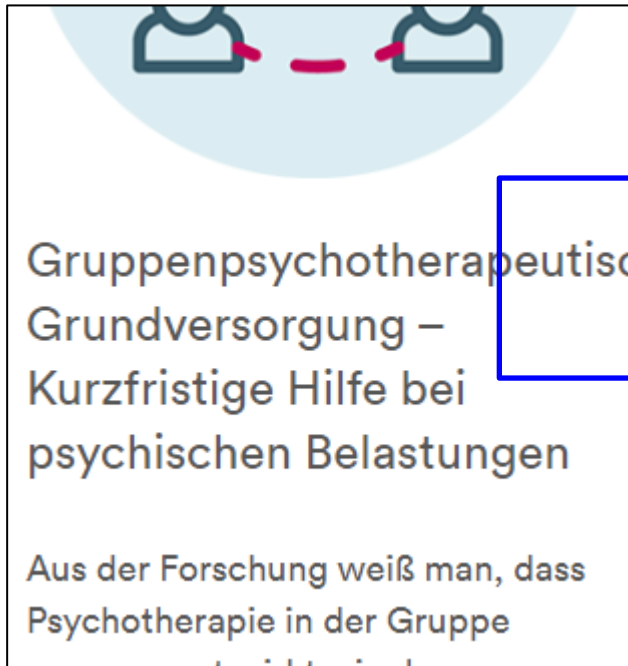 Gruppenpsychotherapeutisc
Grundversorgung –
Kurzfristige Hilfe bei
psychischen Belastungen
Aus der Forschung weiß man, dass
Psychotherapie in der Gruppe